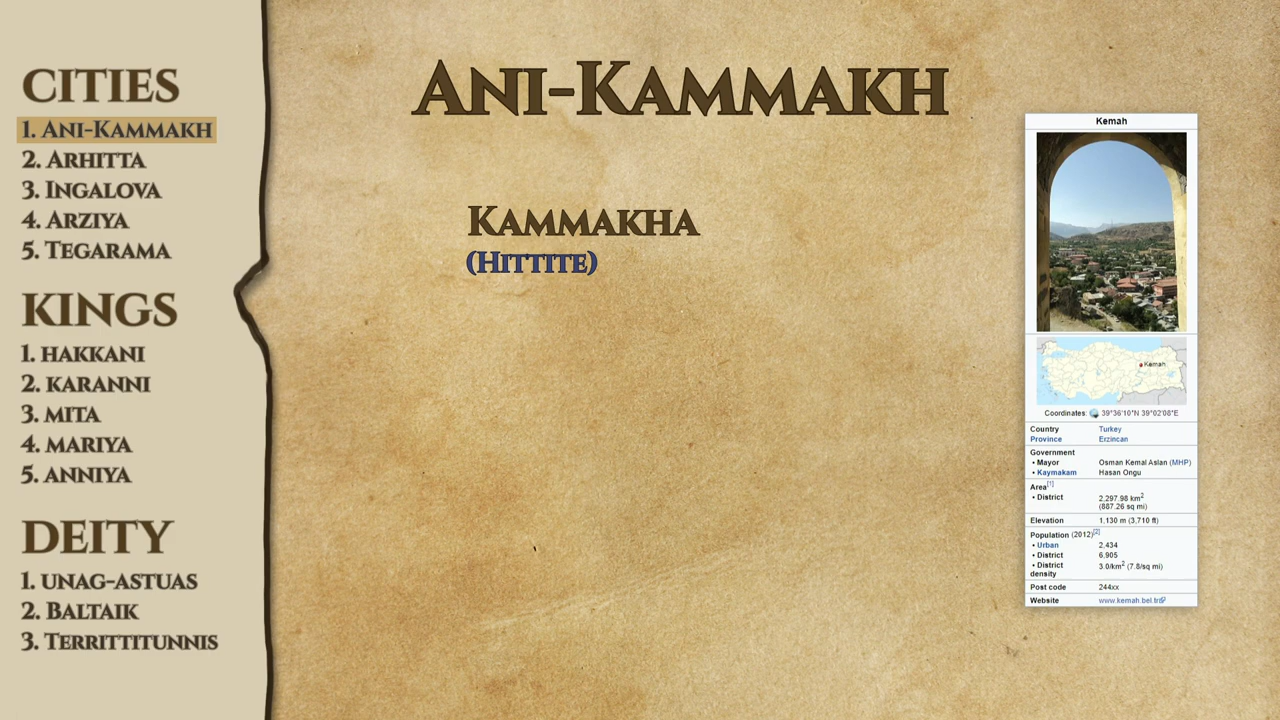 CITIES
1. ANI-KAMMAKH
2. ARHITTA
3. INGALOVA
4. ARZIYA
5. TEGARAMA
KINGS
1. HAKKANI
2. KARANNI
3. MITA
4. MARIYA
5. ANNIYA
DEITY
1. UNAG-ASTUAS
2. BALTAIK
3. TERRITTITUNNIS
ANI-KAMMAKH
KAMMAKHA
(HITTITE)
Kemah
Kemah
Coordinates: 39°36′10″N 39°02′08″E
Country Turkey
Province Erzincan
Government
• Mayor Osman Kemal Aslan (MHP)
• Kaymakam Hasan Ongu
Area[1]
• District 2,297.98 km2
(887.26 sq mi)
Elevation 1,130 m (3,710 ft)
Population (2012)[2]
• Urban 2,434
• District 6,905
• District density 3.0/km2 (7.8/sq mi)
Post code 244xx
Website www.kemah.bel.tr